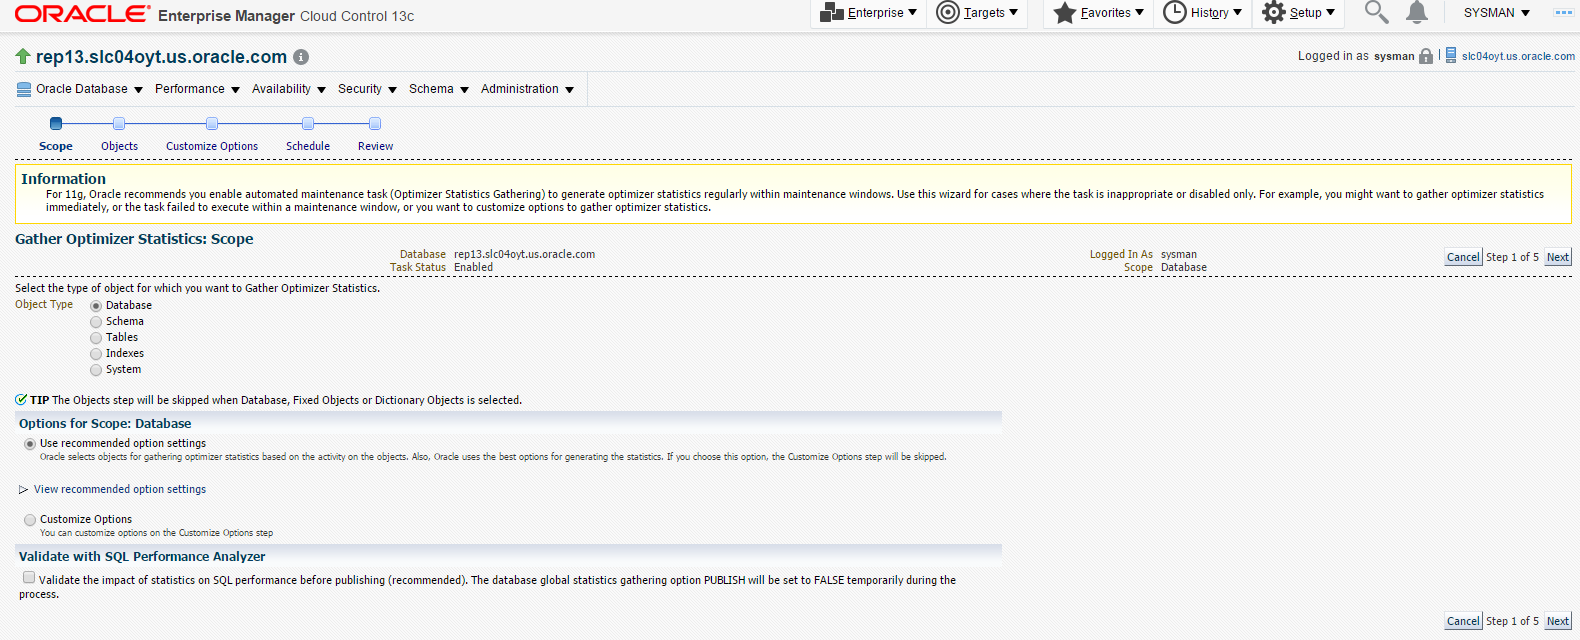 ORACLE® Enterprise Manager Cloud Control 13c
Enterprise Targets Favorites History Setup SYSMAN
rep13.slc04oyt.us.oracle.com
Logged in as sysman slc04oyt.us.oracle.com
Oracle Database Performance Availability Security Schema Administration
Scope Objects Customize Options Schedule Review
Information
For 11g, Oracle recommends you enable automated maintenance task (Optimizer Statistics Gathering) to generate optimizer statistics regularly within maintenance windows. Use this wizard for cases where the task is inappropriate or disabled only. For example, you might want to gather optimizer statistics
immediately, or the task failed to execute within a maintenance window, or you want to customize options to gather optimizer statistics.
Gather Optimizer Statistics: Scope
Database rep13.slc04oyt.us.oracle.com Logged In As sysman
Cancel Step 1 of 5 Next
Task Status Enabled Scope Database
Select the type of object for which you want to Gather Optimizer Statistics.
Object Type Database
Schema
Tables
Indexes
System
TIP The Objects step will be skipped when Database, Fixed Objects or Dictionary Objects is selected.
Options for Scope: Database
Use recommended option settings
Oracle selects objects for gathering optimizer statistics based on the activity on the objects. Also, Oracle uses the best options for generating the statistics. If you choose this option, the Customize Options step will be skipped.
View recommended option settings
Customize Options
You can customize options on the Customize Options step
Validate with SQL Performance Analyzer
Validate the impact of statistics on SQL performance before publishing (recommended). The database global statistics gathering option PUBLISH will be set to FALSE temporarily during the
process.
Cancel Step 1 of 5 Next